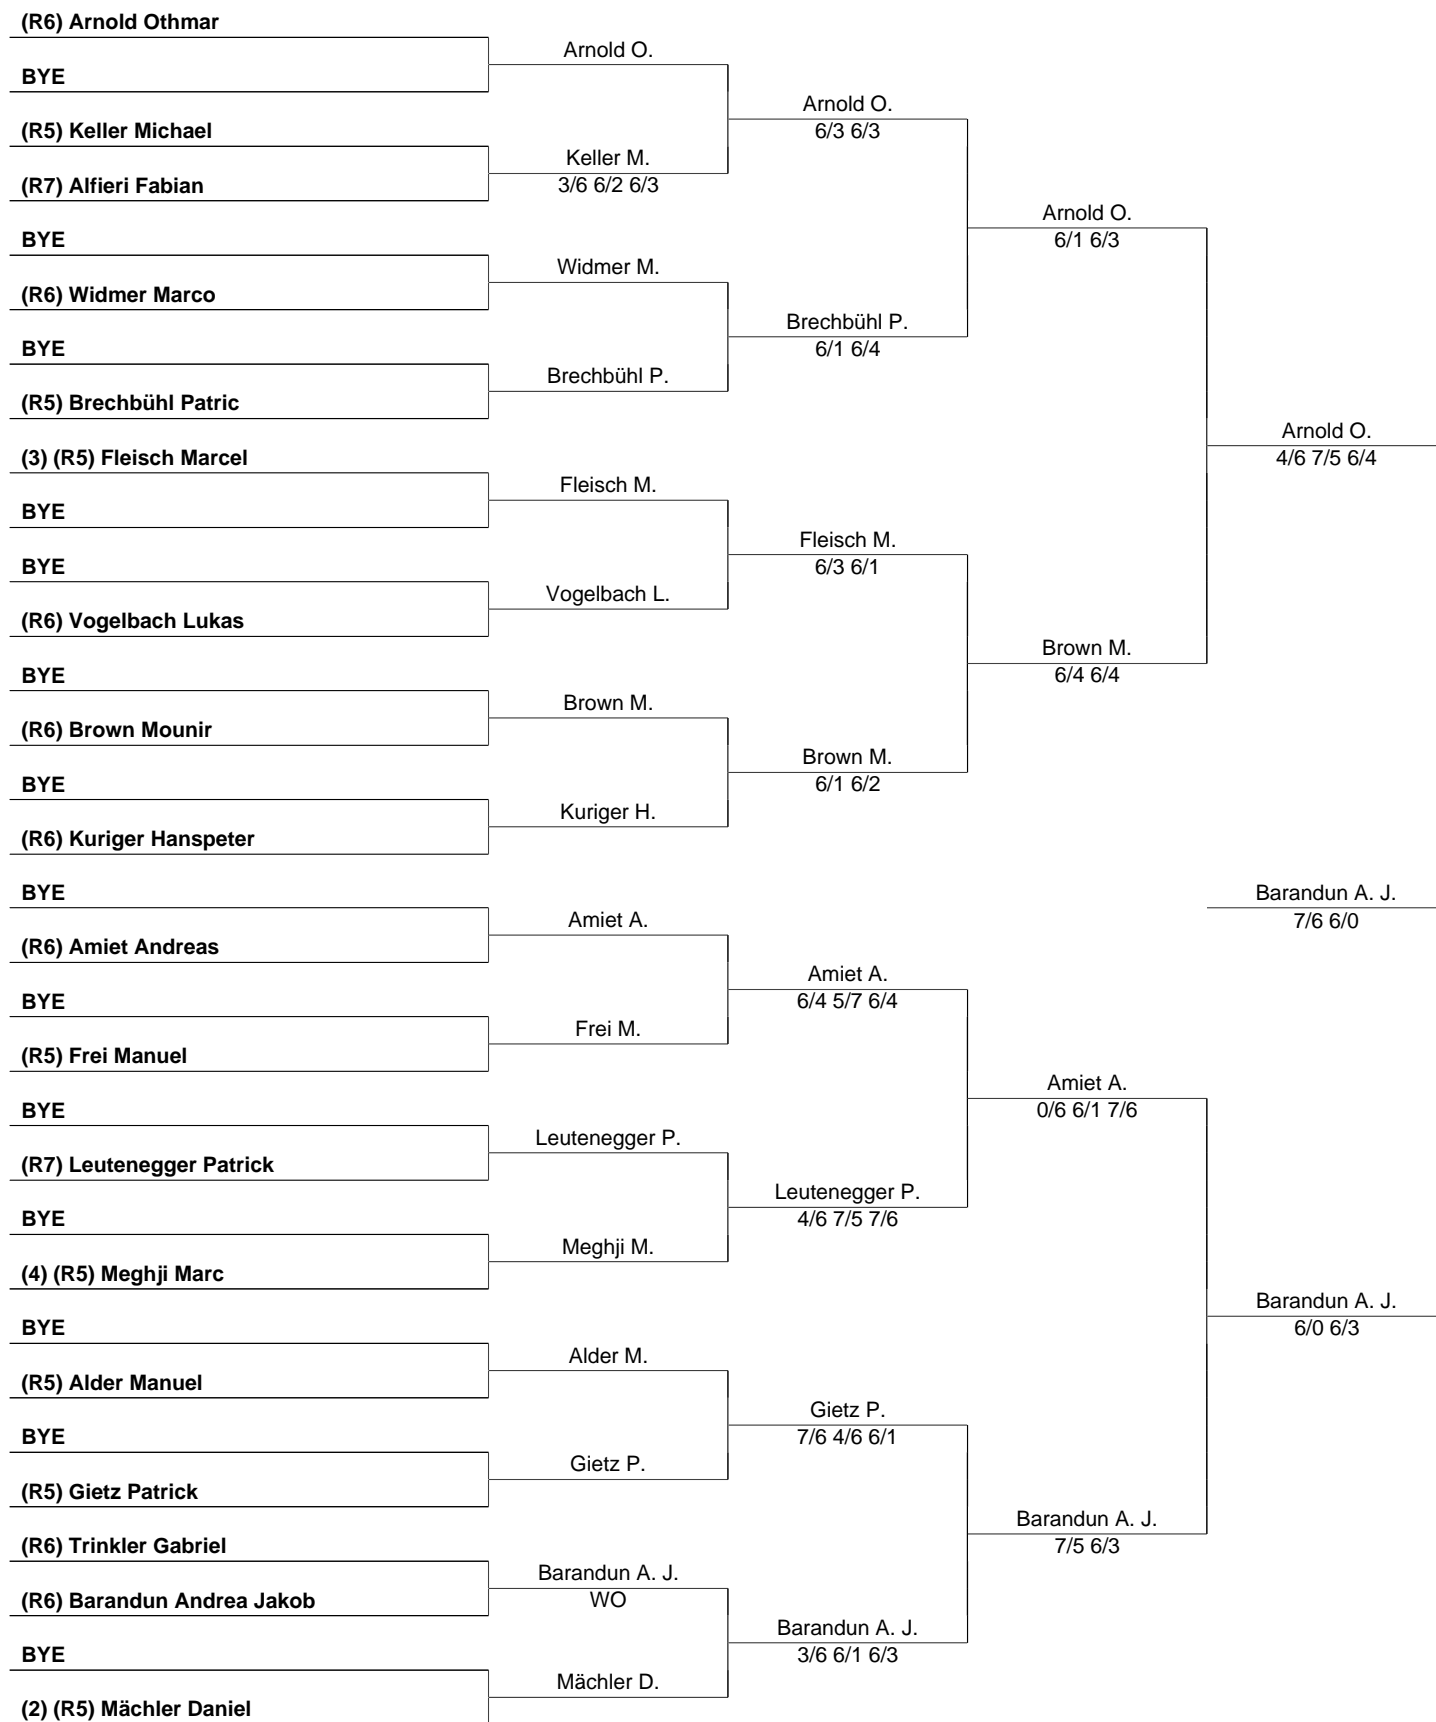 (R6) Arnold Othmar
Arnold O.
BYE
Arnold O.
6/3 6/3
(R5) Keller Michael
Keller M.
3/6 6/2 6/3
(R7) Alfieri Fabian
Arnold O.
6/1 6/3
BYE
Widmer M.
(R6) Widmer Marco
Brechbühl P.
6/1 6/4
BYE
Brechbühl P.
(R5) Brechbühl Patric
Arnold O.
4/6 7/5 6/4
(3) (R5) Fleisch Marcel
Fleisch M.
BYE
Fleisch M.
6/3 6/1
BYE
Vogelbach L.
(R6) Vogelbach Lukas
Brown M.
6/4 6/4
BYE
Brown M.
(R6) Brown Mounir
Brown M.
6/1 6/2
BYE
Kuriger H.
(R6) Kuriger Hanspeter
BYE
Barandun A. J.
7/6 6/0
Amiet A.
(R6) Amiet Andreas
Amiet A.
6/4 5/7 6/4
BYE
Frei M.
(R5) Frei Manuel
Amiet A.
0/6 6/1 7/6
BYE
Leutenegger P.
(R7) Leutenegger Patrick
Leutenegger P.
4/6 7/5 7/6
BYE
Meghji M.
(4) (R5) Meghji Marc
Barandun A. J.
6/0 6/3
BYE
Alder M.
(R5) Alder Manuel
Gietz P.
7/6 4/6 6/1
BYE
Gietz P.
(R5) Gietz Patrick
Barandun A. J.
7/5 6/3
(R6) Trinkler Gabriel
Barandun A. J.
WO
(R6) Barandun Andrea Jakob
Barandun A. J.
3/6 6/1 6/3
BYE
Mächler D.
(2) (R5) Mächler Daniel